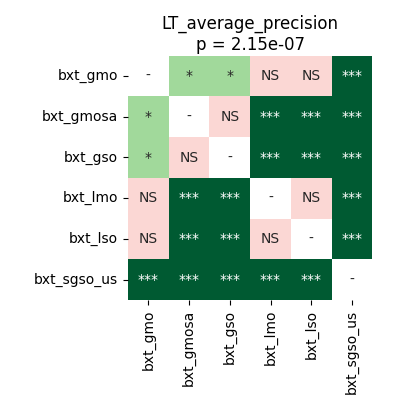 LT_average_precision
p = 2.15e-07
bxt_gmo - * * NS NS ***
bxt_gmosa * - NS *** *** ***
bxt_gso * NS - *** *** ***
bxt_lmo NS *** *** - NS ***
bxt_lso NS *** *** NS - ***
bxt_sgso_us *** *** *** *** *** -
bxt_gmo bxt_gmosa bxt_gso bxt_lmo bxt_lso bxt_sgso_us